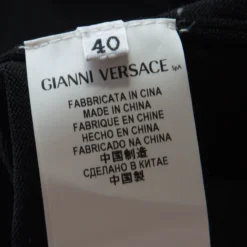 40
GIANNI VERSACE SpA
FABBRICATA IN CINA
MADE IN CHINA
FABRIQUE EN CHINE
HECHO EN CHINA
FABRICADO NA CHINA
中国制造
СДЕЛАНО В КИТАЕ
中国製